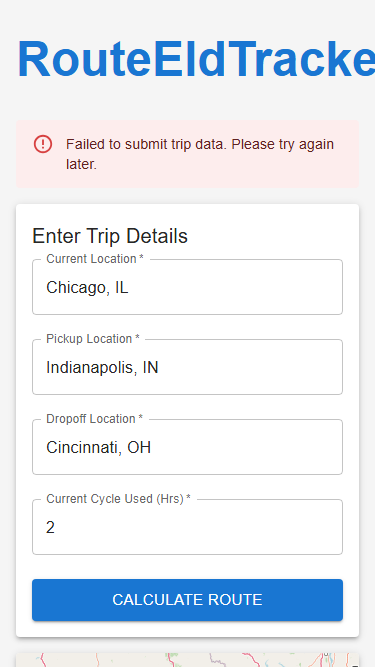 RouteEldTracke
Failed to submit trip data. Please try again
later.
Enter Trip Details
Current Location *
Chicago, IL
Pickup Location *
Indianapolis, IN
Dropoff Location *
Cincinnati, OH
Current Cycle Used (Hrs) *
2
CALCULATE ROUTE